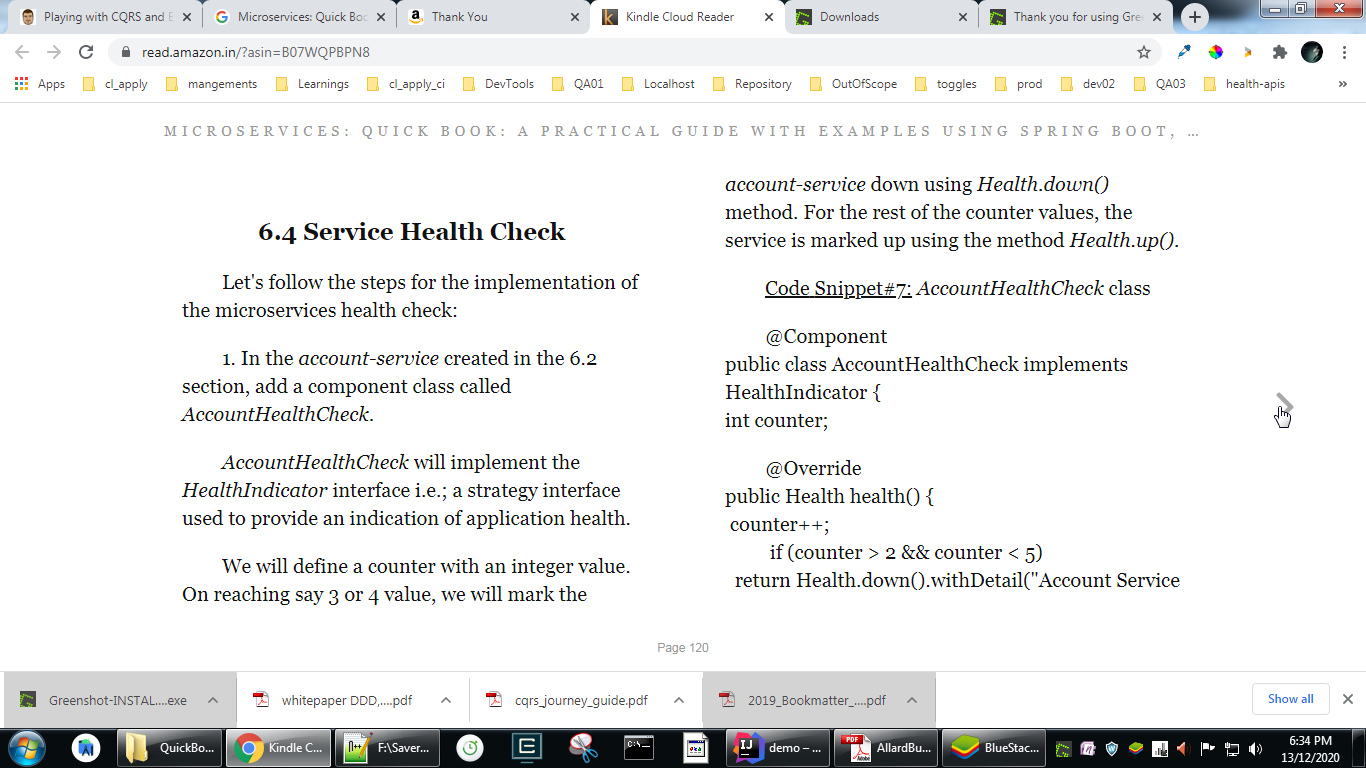 Playing with CQRS and E
Microservices: Quick Boo
Thank You
Kindle Cloud Reader
Downloads
Thank you for using Gre
read.amazon.in/?asin=B07WQPBPN8
Apps
cl_apply
mangements
Learnings
cl_apply_ci
DevTools
QA01
Localhost
Repository
OutOfScope
toggles
prod
dev02
QA03
health-apis
»
MICROSERVICES: QUICK BOOK: A PRACTICAL GUIDE WITH EXAMPLES USING SPRING BOOT, ...
6.4 Service Health Check
Let's follow the steps for the implementation of
the microservices health check:
1. In the account-service created in the 6.2
section, add a component class called
AccountHealthCheck.
AccountHealthCheck will implement the
HealthIndicator interface i.e.; a strategy interface
used to provide an indication of application health.
We will define a counter with an integer value.
On reaching say 3 or 4 value, we will mark the
account-service down using Health.down()
method. For the rest of the counter values, the
service is marked up using the method Health.up().
Code Snippet#7: AccountHealthCheck class
@Component
public class AccountHealthCheck implements
HealthIndicator {
int counter;
@Override
public Health health() {
counter++;
if (counter > 2 && counter < 5)
return Health.down().withDetail("Account Service
Page 120
Greenshot-INSTAL....exe
whitepaper DDD,....pdf
cqrs_journey_guide.pdf
2019_Bookmatter_....pdf
Show all
QuickBo...
Kindle C...
F:\Saver...
demo – ...
AllardBu...
BlueStac...
6:34 PM
13/12/2020